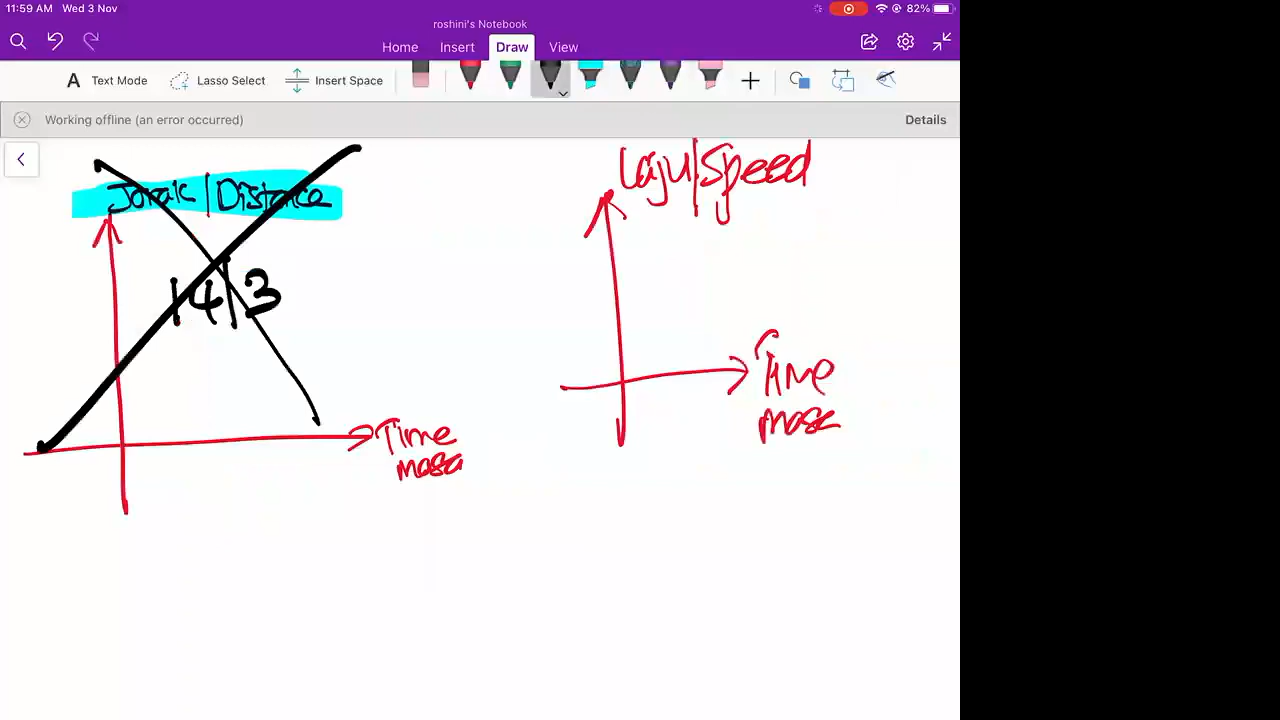 11:59 AM Wed 3 Nov
82%
roshini's Notebook
Home Insert Draw View
A Text Mode Lasso Select Insert Space
Working offline (an error occurred) Details
Jarak | Distance
Laju | Speed
4 | 3
Time
masa
Time
masa